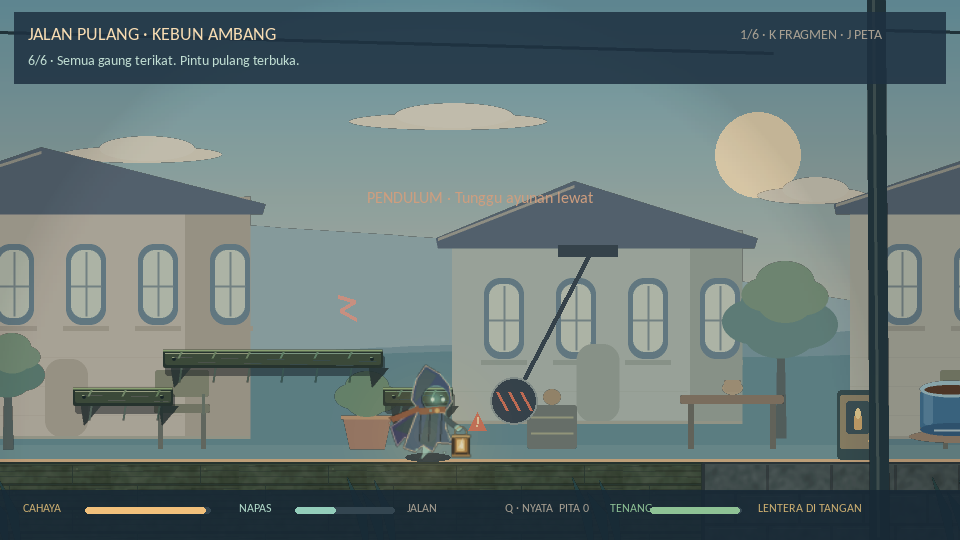 JALAN PULANG · KEBUN AMBANG
1/6 · K FRAGMEN · J PETA
6/6 · Semua gaung terikat. Pintu pulang terbuka.
PENDULUM · Tunggu ayunan lewat
!
CAHAYA
NAPAS
JALAN
Q · NYATA PITA 0
TENANG
LENTERA DI TANGAN